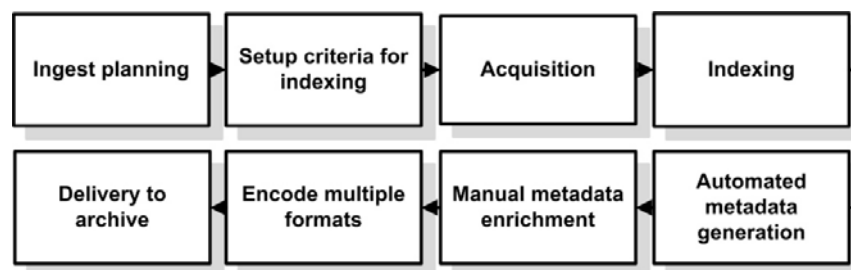 Ingest planning
Setup criteria for
indexing
Acquisition
Indexing
Delivery to
archive
Encode multiple
formats
Manual metadata
enrichment
Automated
metadata
generation